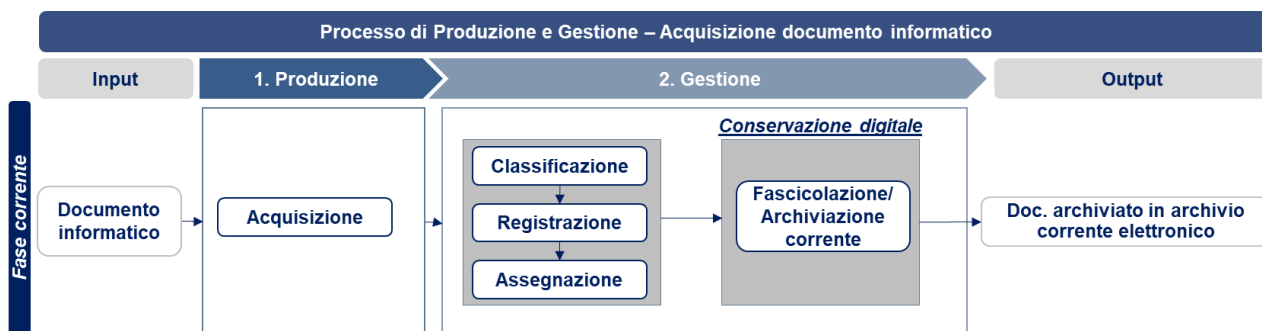 Processo di Produzione e Gestione – Acquisizione documento informatico
Input
1. Produzione
2. Gestione
Output
Fase corrente
Documento
informatico
Acquisizione
Classificazione
Registrazione
Assegnazione
Conservazione digitale
Fascicolazione/
Archiviazione
corrente
Doc. archiviato in archivio
corrente elettronico